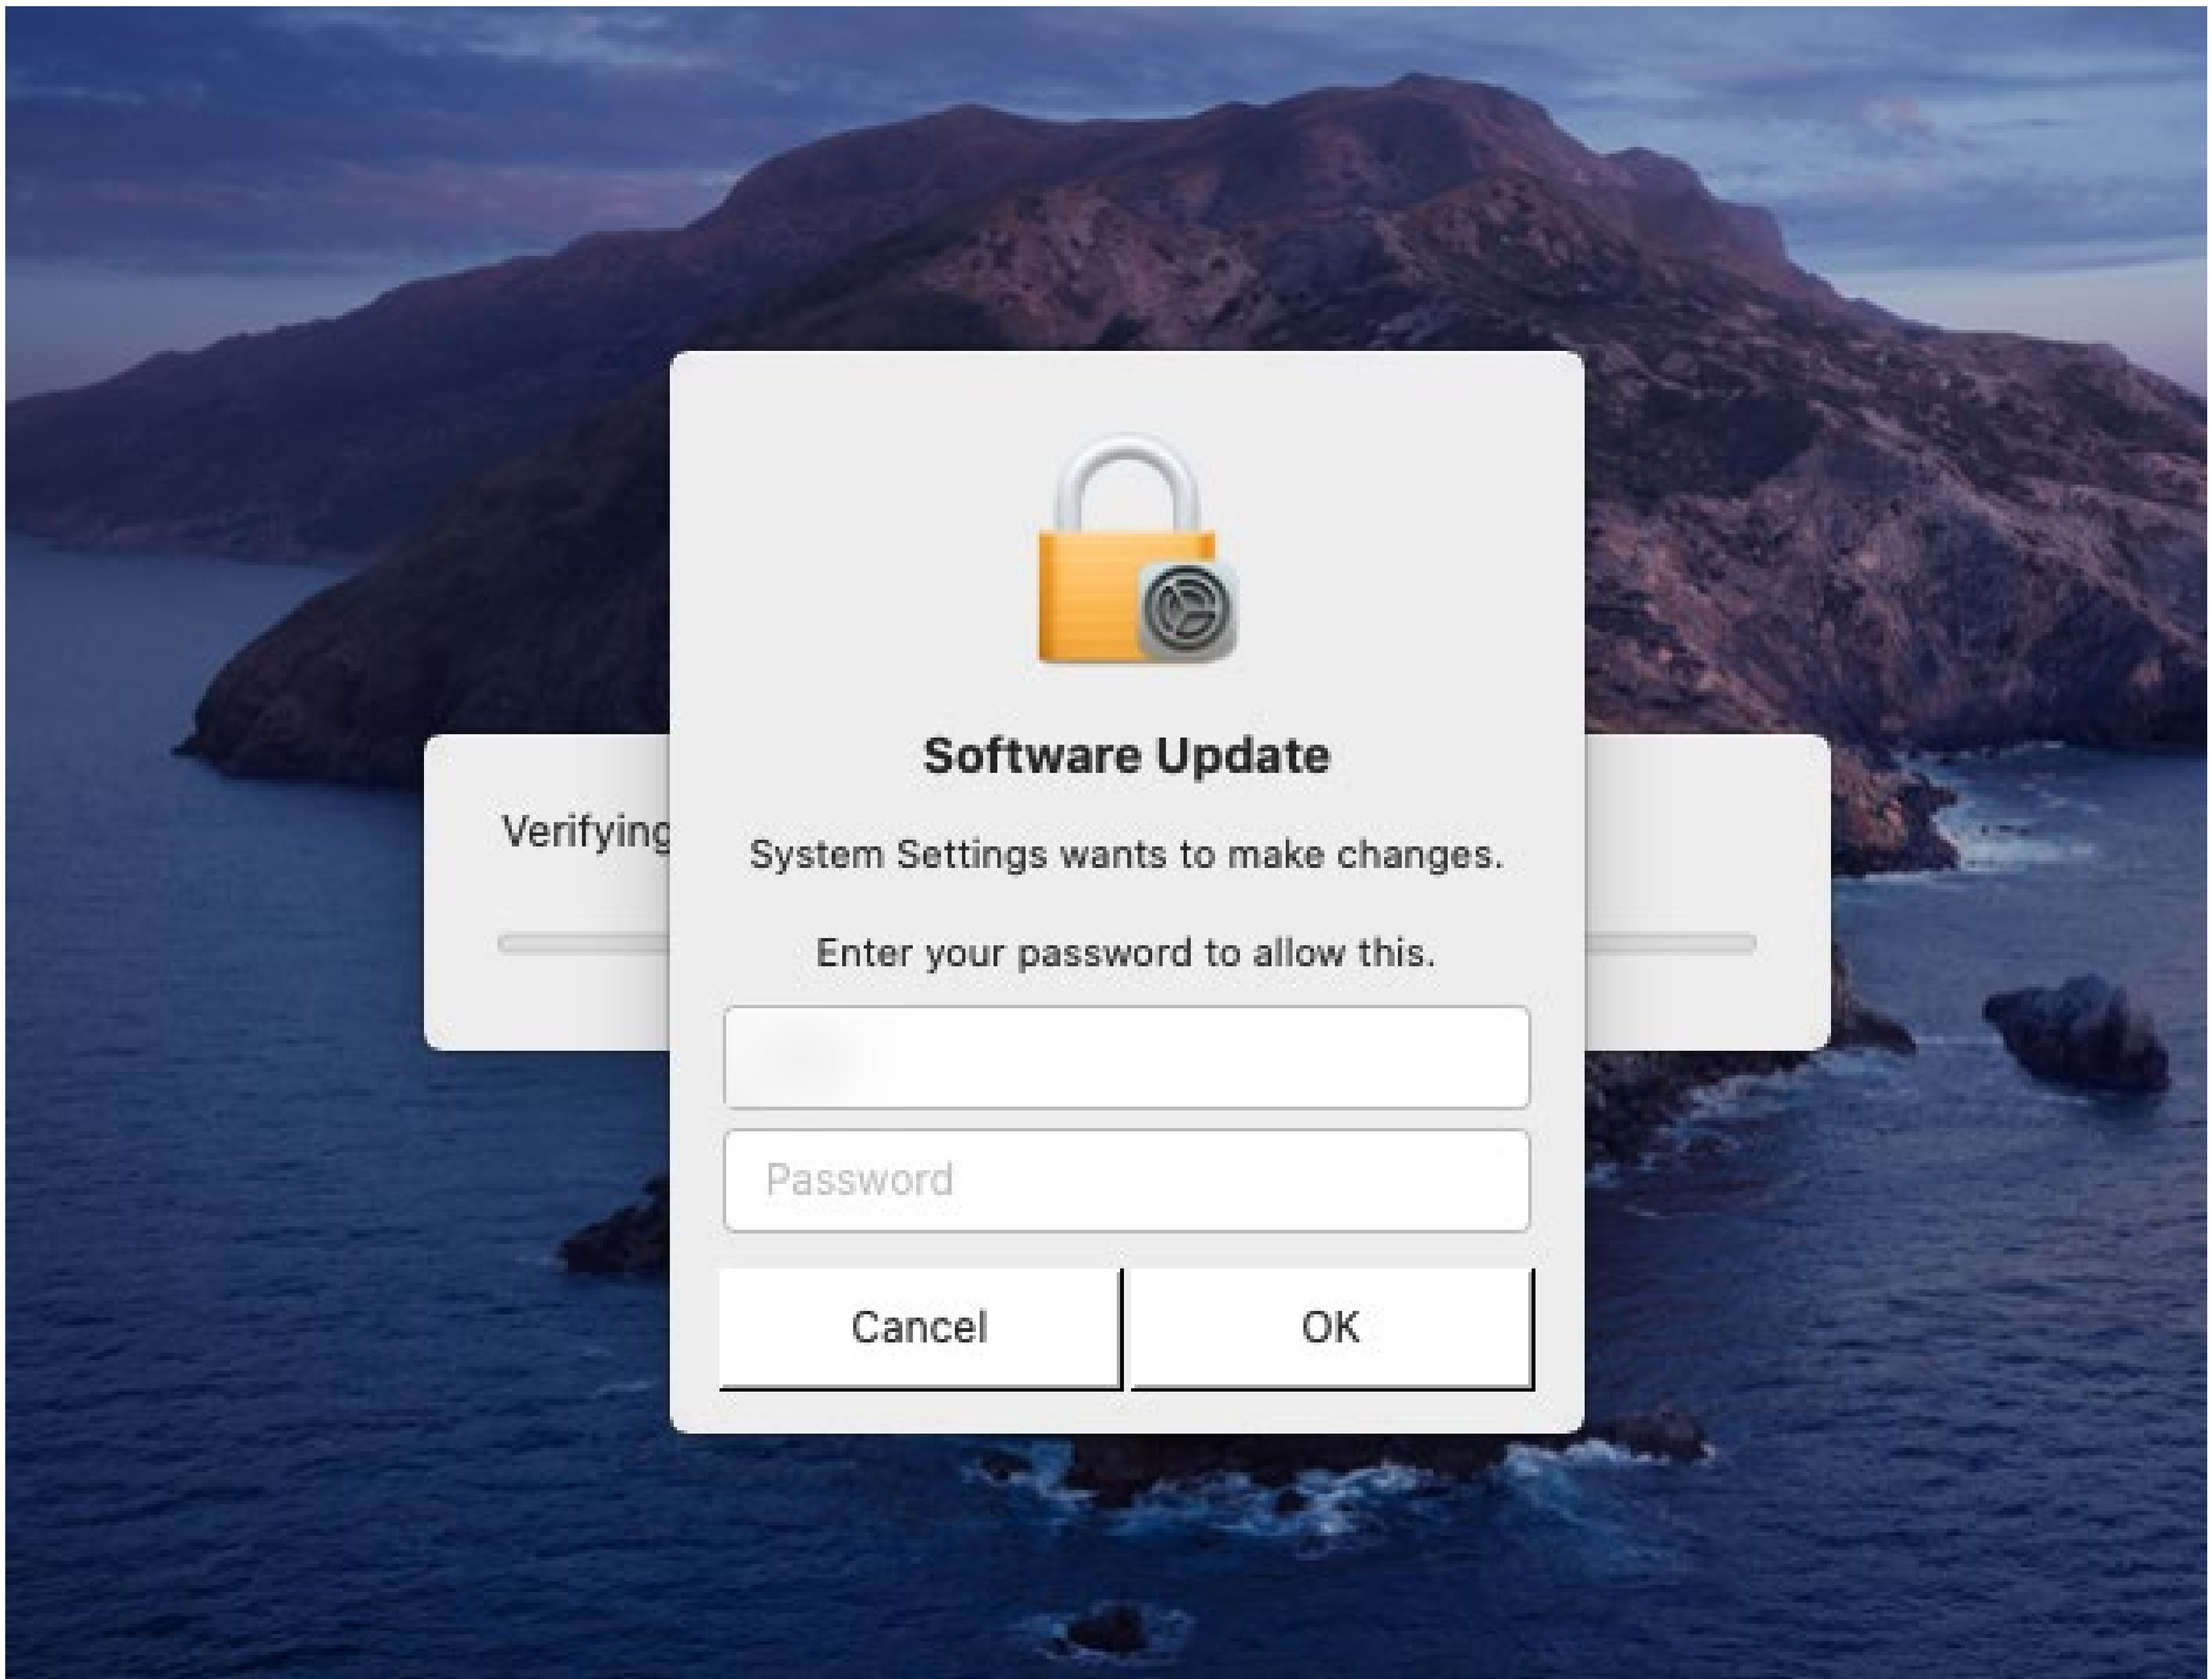 Software Update
Verifying
System Settings wants to make changes.
Enter your password to allow this.
Password
Cancel
OK